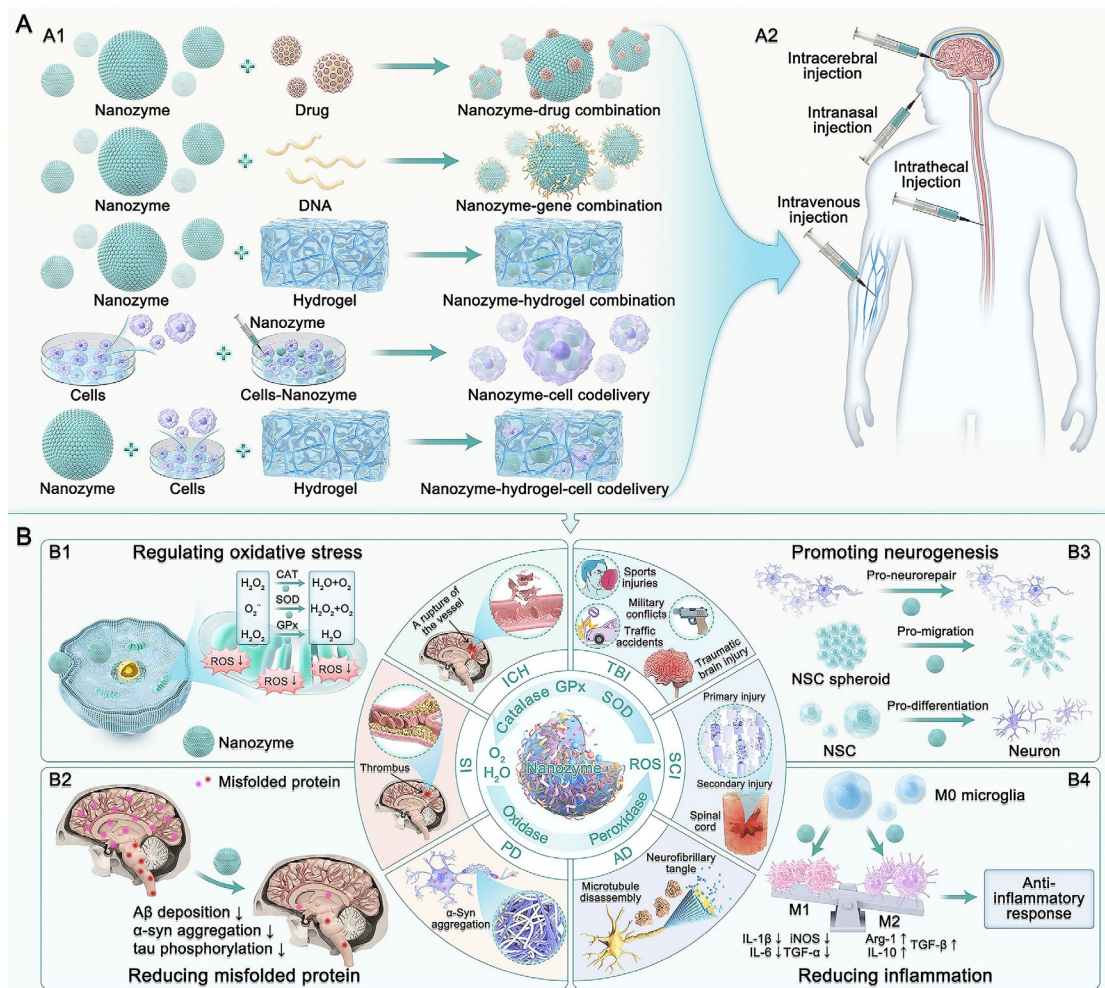 A
A1
Nanozyme
Drug
Nanozyme-drug combination
Nanozyme
DNA
Nanozyme-gene combination
Nanozyme
Hydrogel
Nanozyme-hydrogel combination
Nanozyme
Cells
Cells-Nanozyme
Nanozyme-cell codelivery
Nanozyme
Cells
Hydrogel
Nanozyme-hydrogel-cell codelivery
A2
Intracerebral
injection
Intranasal
injection
Intrathecal
Injection
Intravenous
injection
B
B1
Regulating oxidative stress
H₂O₂
CAT
H₂O+O₂
O₂·⁻
SOD
H₂O₂+O₂
H₂O₂
GPx
H₂O
ROS ↓
ROS ↓
ROS ↓
Nanozyme
B2
Misfolded protein
Aβ deposition ↓
α-syn aggregation ↓
tau phosphorylation ↓
Reducing misfolded protein
A rupture of
the vessel
ICH
Sports
injuries
Military
conflicts
Traffic
accidents
Traumatic
brain injury
TBI
Primary injury
Secondary injury
Spinal
cord
SCI
Neurofibrillary
tangle
Microtubule
disassembly
AD
α-Syn
aggregation
PD
Thrombus
IS
Catalase
GPx
SOD
O₂
H₂O
Nanozyme
ROS
Oxidase
Peroxidase
Promoting neurogenesis
B3
Pro-neurorepair
Pro-migration
NSC spheroid
Pro-differentiation
NSC
Neuron
B4
M0 microglia
M1
M2
Anti-
inflammatory
response
IL-1β ↓ iNOS ↓
IL-6 ↓ TGF-α ↓
Arg-1 ↑
IL-10 ↑
TGF-β ↑
Reducing inflammation